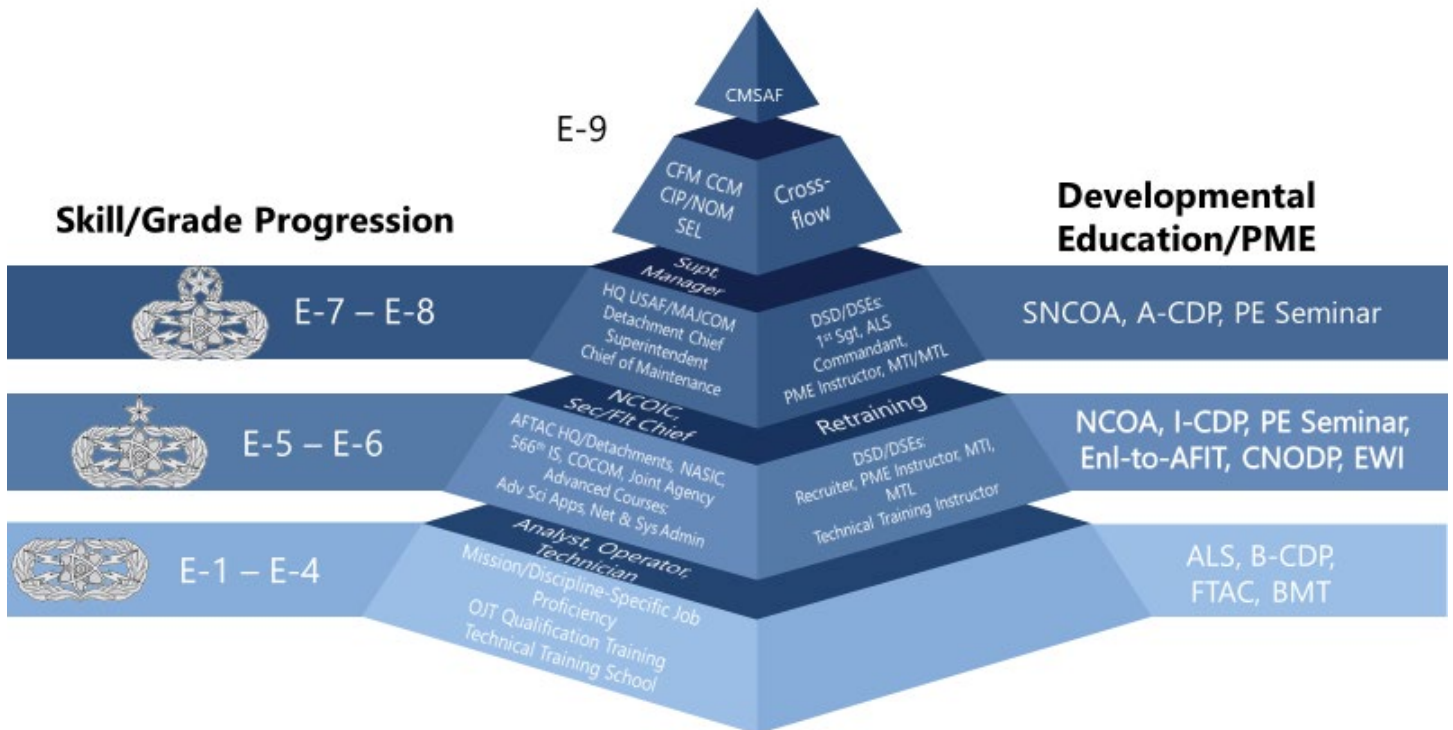 CMSAF
E-9
CFM CCM
CIP/NOM
SEL
Cross-
flow
Skill/Grade Progression
Developmental
Education/PME
Supt,
Manager
E-7 – E-8
HQ USAF/MAJCOM
Detachment Chief
Superintendent
Chief of Maintenance
DSD/DSEs:
1st Sgt, ALS
Commandant,
PME Instructor, MTI/MTL
SNCOA, A-CDP, PE Seminar
NCOIC,
Sec/Flt Chief
Retraining
E-5 – E-6
AFTAC HQ/Detachments, NASIC,
566th IS, COCOM, Joint Agency
Advanced Courses:
Adv Sci Apps, Net & Sys Admin
DSD/DSEs:
Recruiter, PME Instructor, MTI,
MTL
Technical Training Instructor
NCOA, I-CDP, PE Seminar,
Enl-to-AFIT, CNODP, EWI
Analyst, Operator,
Technician
E-1 – E-4
Mission/Discipline-Specific Job
Proficiency
OJT Qualification Training
Technical Training School
ALS, B-CDP,
FTAC, BMT